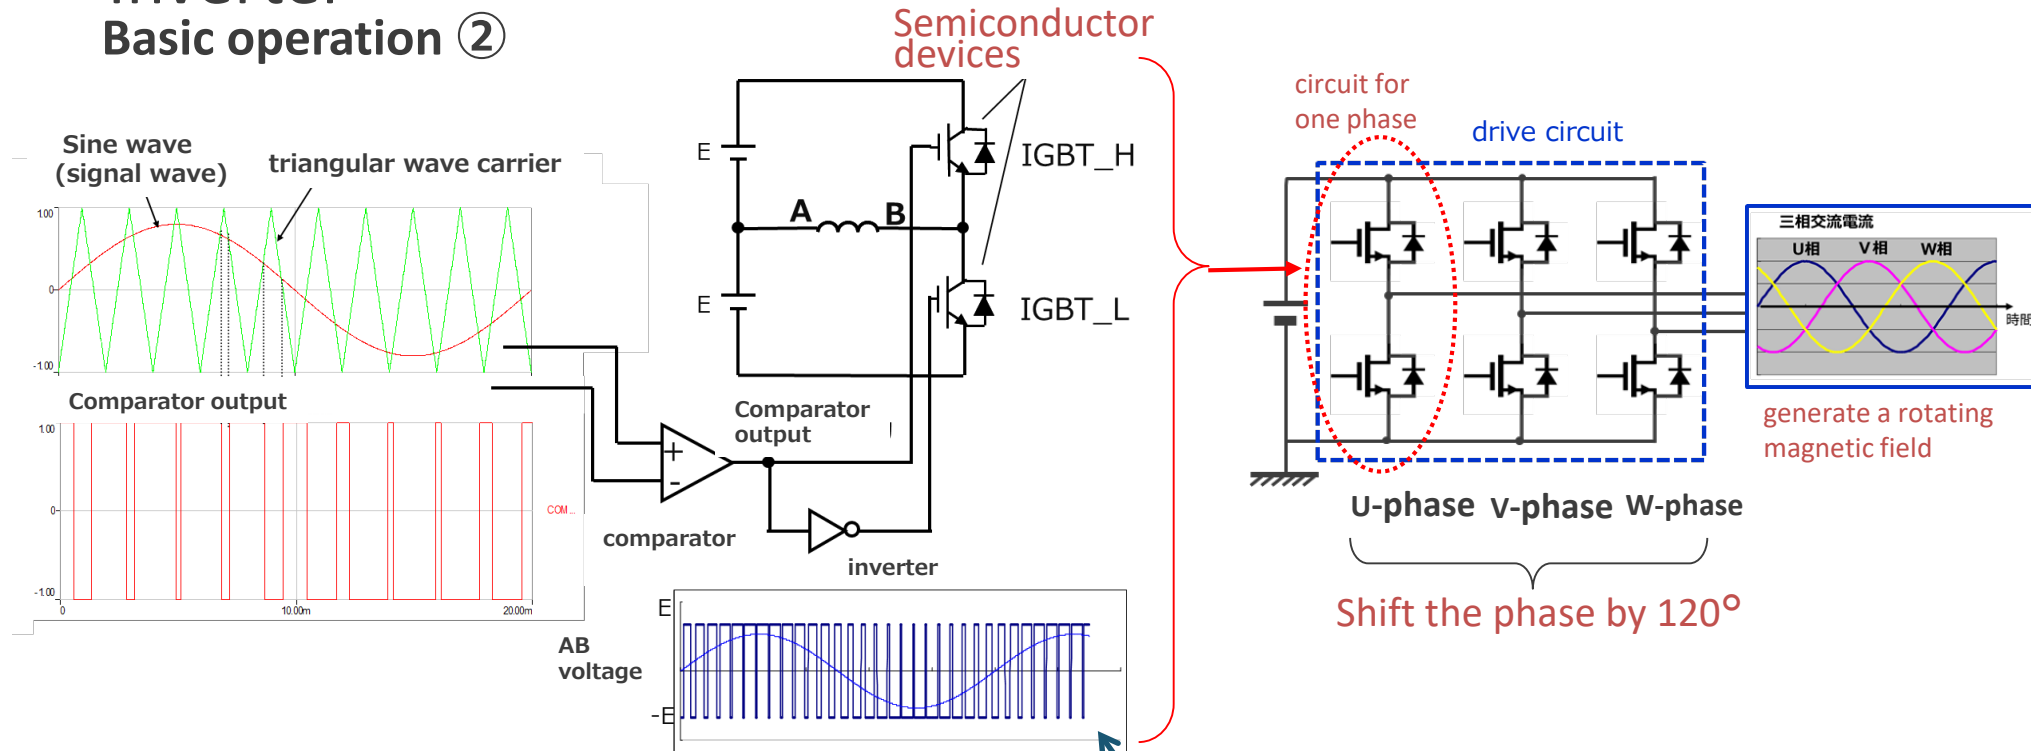 Basic operation ②
Semiconductor
devices
Sine wave
(signal wave)
triangular wave carrier
1.00
0
-1.00
Comparator output
1.00
0
-1.00
0
10.00m
20.00m
COM...
E
E
A
B
IGBT_H
IGBT_L
Comparator
output
+
-
comparator
inverter
AB
voltage
E
-E
circuit for
one phase
drive circuit
三相交流電流
U相 V相 W相
時間
generate a rotating
magnetic field
U-phase V-phase W-phase
Shift the phase by 120°